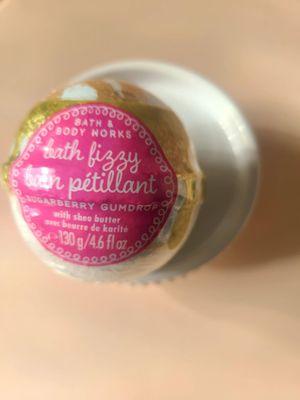 BATH &
BODY WORKS
bath fizzy
bain pétillant
SUGARBERRY GUMDROP
with shea butter
avec beurre de karité
130 g/4.6 fl oz